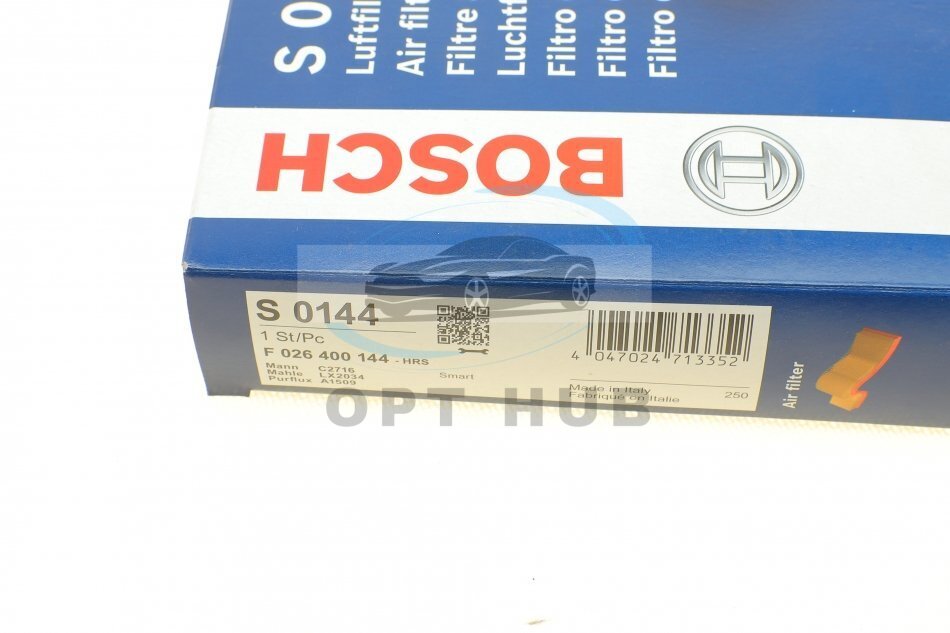 S 0
Luftfil
Air filt
Filtre
Luchtf
Filtro
Filtro
Filtro
BOSCH
S 0144
1 St/Pc
F 026 400 144 - HRS
Mann C2716
Mahle LX2034
Purflux A1509
Smart
4 047024 713352
Made in Italy
Fabriqué en Italie
250
Air filter
OPT HUB